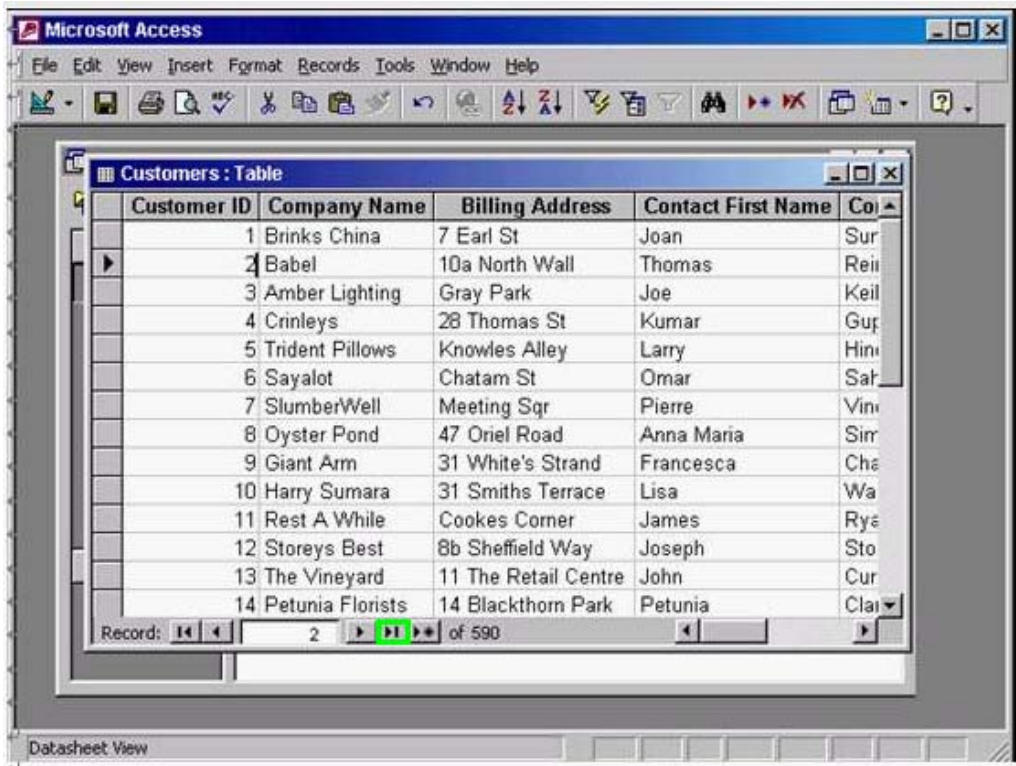 Microsoft Access
File Edit View Insert Format Records Tools Window Help
Customers : Table
Customer ID Company Name Billing Address Contact First Name
1 Brinks China 7 Earl St Joan Sur
2 Babel 10a North Wall Thomas
3 Amber Lighting Gray Park Joe Keil
4 Crinleys 28 Thomas St Kumar
5 Trident Pillows Knowles Alley Larry
6 Sayalot Chatam St Omar
7 SlumberWell Meeting Sqr Pierre
8 Oyster Pond 47 Oriel Road Anna Maria
9 Giant Arm 31 White's Strand Francesca
10 Harry Sumara 31 Smiths Terrace Lisa Wa
11 Rest A While Cookes Corner James
12 Storeys Best 8b Sheffield Way Joseph Sto
13 The Vineyard 11 The Retail Centre John Cur
14 Petunia Florists 14 Blackthorn Park Petunia
Record: 2 of 590
Datasheet View